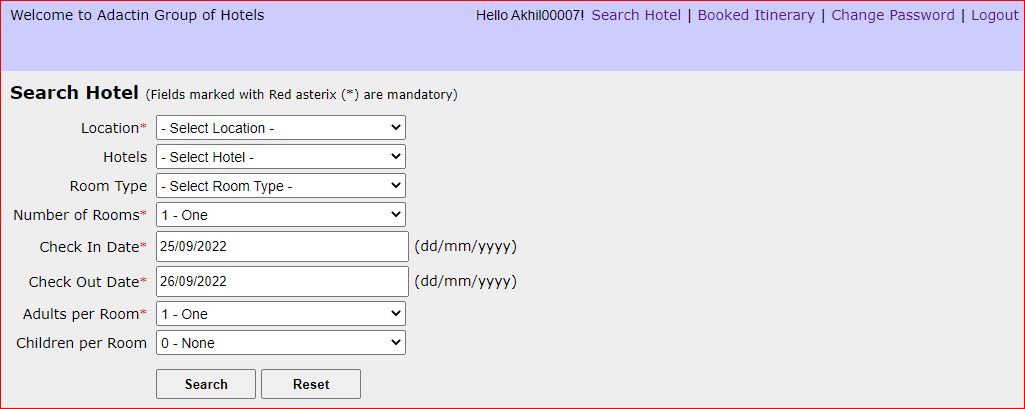 Welcome to Adactin Group of Hotels Hello Akhil00007! Search Hotel | Booked Itinerary | Change Password | Logout
Search Hotel (Fields marked with Red asterix (*) are mandatory)
Location* - Select Location -
Hotels - Select Hotel -
Room Type - Select Room Type -
Number of Rooms* 1 - One
Check In Date* 25/09/2022 (dd/mm/yyyy)
Check Out Date* 26/09/2022 (dd/mm/yyyy)
Adults per Room* 1 - One
Children per Room 0 - None
Search Reset